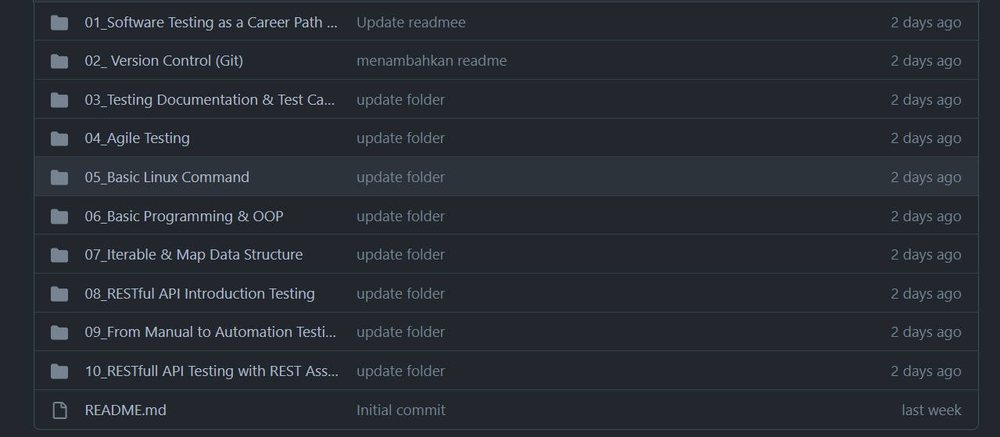 01_Software Testing as a Career Path ... Update readmee 2 days ago
02_ Version Control (Git) menambahkan readme 2 days ago
03_Testing Documentation & Test Ca... update folder 2 days ago
04_Agile Testing update folder 2 days ago
05_Basic Linux Command update folder 2 days ago
06_Basic Programming & OOP update folder 2 days ago
07_Iterable & Map Data Structure update folder 2 days ago
08_RESTful API Introduction Testing update folder 2 days ago
09_From Manual to Automation Testi... update folder 2 days ago
10_RESTfull API Testing with REST Ass... update folder 2 days ago
README.md Initial commit last week